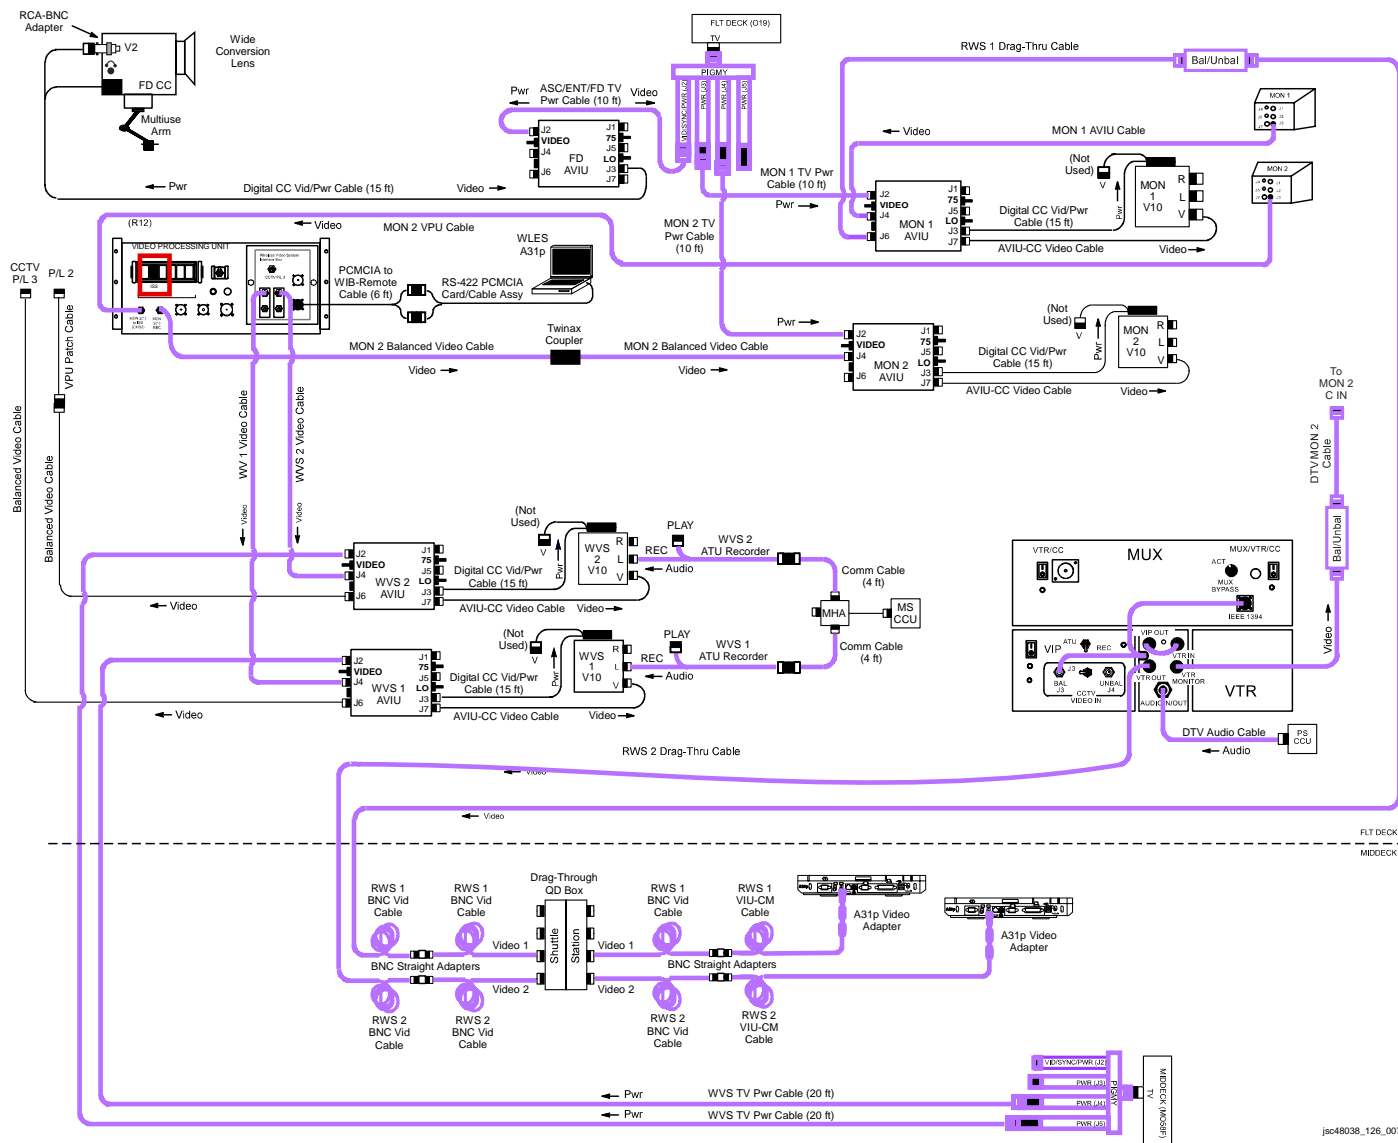 RCA-BNC
Adapter
V2
FD CC
Wide
Conversion
Lens
Multiuse
Arm
FLT DECK (O19)
TV
PIGMY
VID/SYNC/PWR (J2)
PWR (J3)
PWR (J4)
PWR (J5)
RWS 1 Drag-Thru Cable
Bal/Unbal
Pwr
ASC/ENT/FD TV
Pwr Cable (10 ft)
Video
J2
VIDEO
J4
J6
FD
AVIU
J1
75
J5
LO
J3
J7
Pwr
Digital CC Vid/Pwr Cable (15 ft)
Video
MON 1
MON 2
Video
MON 1 AVIU Cable
MON 1 TV Pwr
Cable (10 ft)
Pwr
J2
VIDEO
J4
J6
MON 1
AVIU
J1
75
J5
LO
J3
J7
(Not
Used)
V
Pwr
MON
1
V10
R
L
V
Digital CC Vid/Pwr
Cable (15 ft)
AVIU-CC Video Cable
Video
MON 2 TV
Pwr Cable
(10 ft)
(R12)
Video
MON 2 VPU Cable
VIDEO PROCESSING UNIT
Wireless Video System
Interface Box
CCTV P/L 3
ISB
WLES
A31p
PCMCIA to
WIB-Remote
Cable (6 ft)
RS-422 PCMCIA
Card/Cable Assy
CCTV
P/L 3
P/L 2
VPU Patch Cable
Balanced Video Cable
Balanced Video Cable
Twinax
Coupler
MON 2 Balanced Video Cable
Video
MON 2 Balanced Video Cable
Video
Pwr
J2
VIDEO
J4
J6
MON 2
AVIU
J1
75
J5
LO
J3
J7
(Not
Used)
V
Pwr
MON
2
V10
R
L
V
Digital CC Vid/Pwr
Cable (15 ft)
AVIU-CC Video Cable
Video
To
MON 2
C IN
DTV MON 2
Cable
Bal/Unbal
Video
WV 1 Video Cable
WVS 2 Video Cable
Video
Video
J2
VIDEO
J4
J6
WVS 2
AVIU
J1
75
J5
LO
J3
J7
Video
(Not
Used)
V
Pwr
WVS
2
V10
R
L
V
Digital CC Vid/Pwr
Cable (15 ft)
AVIU-CC Video Cable
Video
PLAY
REC
Audio
WVS 2
ATU Recorder
Comm Cable
(4 ft)
MHA
MS
CCU
Comm Cable
(4 ft)
J2
VIDEO
J4
J6
WVS 1
AVIU
J1
75
J5
LO
J3
J7
Video
(Not
Used)
V
Pwr
WVS
1
V10
R
L
V
Digital CC Vid/Pwr
Cable (15 ft)
AVIU-CC Video Cable
Video
PLAY
REC
Audio
WVS 1
ATU Recorder
VTR/CC
MUX
MUX/VTR/CC
ACT
MUX
BYPASS
IEEE 1394
VIP
ATU
REC
J3
BAL
J3
UNBAL
J4
CCTV
VIDEO IN
VIP OUT
VTR IN
VTR OUT
VTR
MONITOR
AUDIO IN/OUT
VTR
DTV Audio Cable
Audio
PS
CCU
RWS 2 Drag-Thru Cable
Video
Video
FLT DECK
MIDDECK
RWS 1
BNC Vid
Cable
RWS 1
BNC Vid
Cable
Drag-Through
QD Box
Shuttle
Station
Video 1
Video 1
Video 2
Video 2
RWS 1
BNC Vid
Cable
RWS 1
VIU-CM
Cable
A31p Video
Adapter
A31p Video
Adapter
BNC Straight Adapters
BNC Straight Adapters
RWS 2
BNC Vid
Cable
RWS 2
BNC Vid
Cable
RWS 2
BNC Vid
Cable
RWS 2
VIU-CM
Cable
VID/SYNC/PWR (J2)
PWR (J3)
PWR (J4)
PWR (J5)
PIGMY
TV
MIDDECK (MO58F)
Pwr
WVS TV Pwr Cable (20 ft)
Pwr
WVS TV Pwr Cable (20 ft)